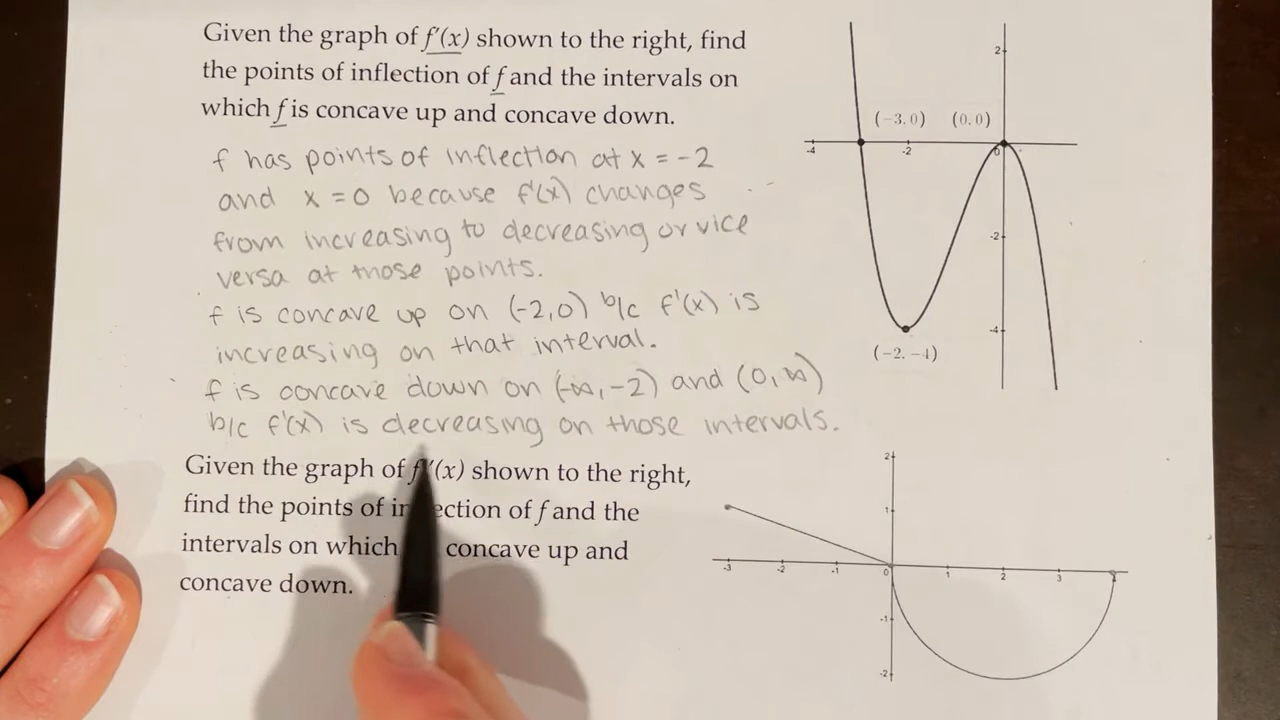 Given the graph of f'(x) shown to the right, find
the points of inflection of f and the intervals on
which f is concave up and concave down.
f has points of inflection at x = -2
and x = 0 because f'(x) changes
from increasing to decreasing or vice
versa at those points.
f is concave up on (-2,0) b/c f'(x) is
increasing on that interval.
f is concave down on (-∞,-2) and (0,∞)
b/c f'(x) is decreasing on those intervals.
2
(-3, 0) (0, 0)
-4 -2 0
-2
-4
(-2, -4)
Given the graph of (x) shown to the right,
find the points of of f and the
intervals on which concave up and
concave down.
2
1
-3 -2 -1 0 1 2 3 4
-1
-2